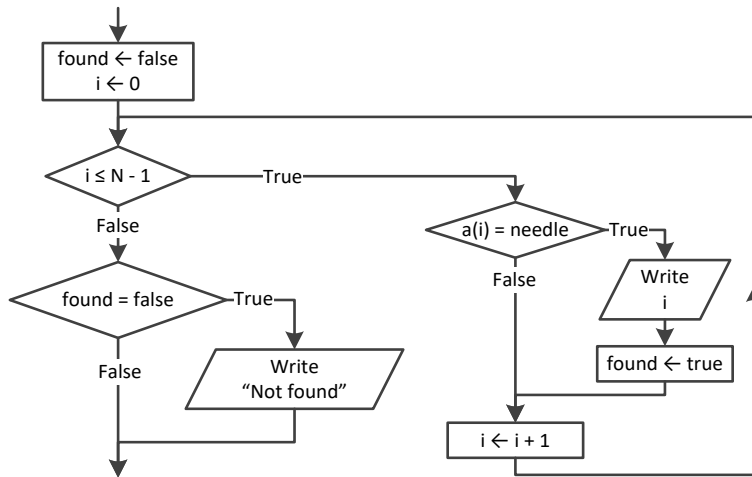 found ← false
i ← 0
i ≤ N - 1
True
False
a(i) = needle
True
False
Write
i
found ← true
i ← i + 1
found = false
True
False
Write
“Not found”